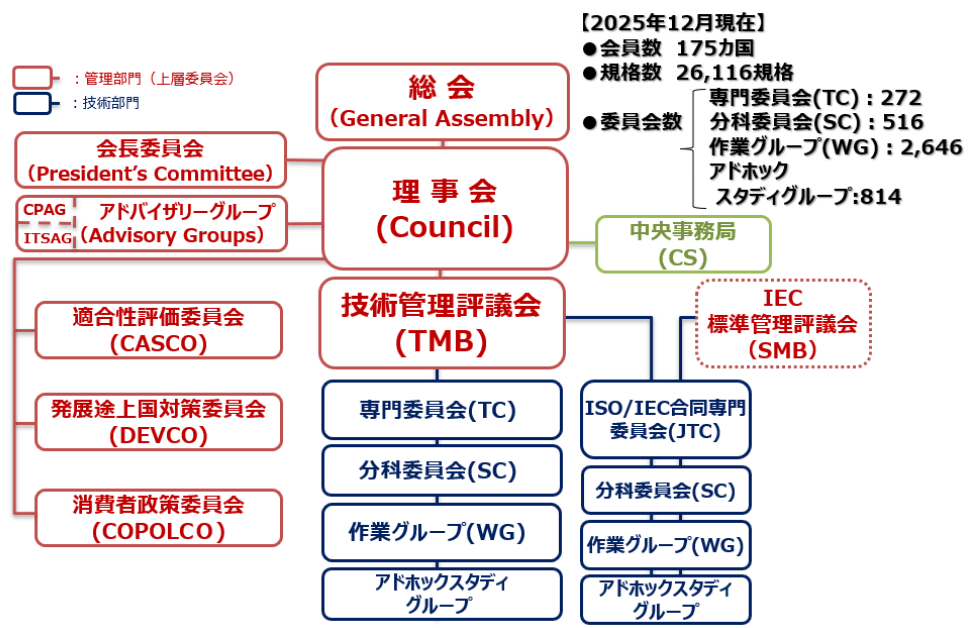 【2025年12月現在】
●会員数 175カ国
●規格数 26,116規格
●委員会数
専門委員会(TC)：272
分科委員会(SC)：516
作業グループ(WG)：2,646
アドホック
スタディグループ:814
：管理部門（上層委員会）
：技術部門
総 会
（General Assembly）
会長委員会
（President’s Committee）
理 事 会
(Council)
CPAG
ITSAG
アドバイザリーグループ
（Advisory Groups）
中央事務局
(CS)
技術管理評議会
(TMB)
IEC
標準管理評議会
（SMB）
適合性評価委員会
(CASCO)
発展途上国対策委員会
(DEVCO)
消費者政策委員会
(COPOLCO）
専門委員会(TC)
分科委員会(SC)
作業グループ(WG)
アドホックスタディ
グループ
ISO/IEC合同専門
委員会(JTC)
分科委員会(SC)
作業グループ(WG)
アドホックスタディ
グループ